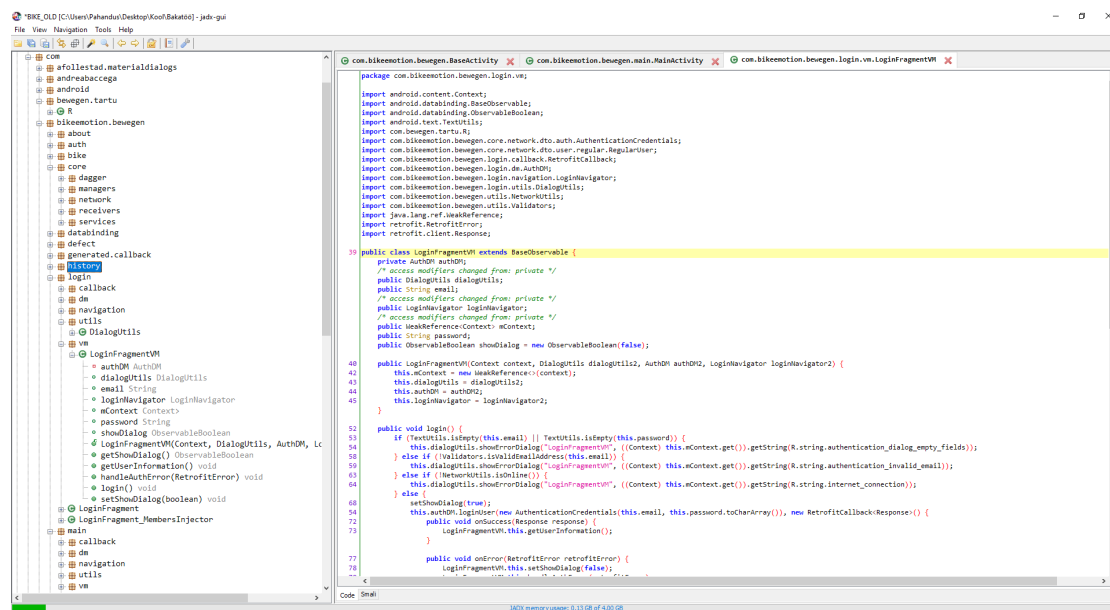 *BIKE_OLD [C:\Users\Pahandus\Desktop\Kool\Bakatöö] - jadx-gui
File View Navigation Tools Help
com
afollestad.materialdialogs
andreabaccega
android
bewegen.tartu
R
bikeemotion.bewegen
about
auth
bike
core
dagger
managers
network
receivers
services
databinding
defect
generated.callback
history
login
callback
dm
navigation
utils
DialogUtils
vm
LoginFragmentVM
authDM AuthDM
dialogUtils DialogUtils
email String
loginNavigator LoginNavigator
mContext Context>
password String
showDialog ObservableBoolean
LoginFragmentVM(Context, DialogUtils, AuthDM, Lo
getShowDialog() ObservableBoolean
getUserInformation() void
handleAuthError(RetrofitError) void
login() void
setShowDialog(boolean) void
LoginFragment
LoginFragment_MembersInjector
main
callback
dm
navigation
utils
vm
com.bikeemotion.bewegen.BaseActivity com.bikeemotion.bewegen.main.MainActivity com.bikeemotion.bewegen.login.vm.LoginFragmentVM
package com.bikeemotion.bewegen.login.vm;
import android.content.Context;
import android.databinding.BaseObservable;
import android.databinding.ObservableBoolean;
import android.text.TextUtils;
import com.bewegen.tartu.R;
import com.bikeemotion.bewegen.core.network.dto.auth.AuthenticationCredentials;
import com.bikeemotion.bewegen.core.network.dto.user.regular.RegularUser;
import com.bikeemotion.bewegen.login.callback.RetrofitCallback;
import com.bikeemotion.bewegen.login.dm.AuthDM;
import com.bikeemotion.bewegen.login.navigation.LoginNavigator;
import com.bikeemotion.bewegen.login.utils.DialogUtils;
import com.bikeemotion.bewegen.utils.NetworkUtils;
import com.bikeemotion.bewegen.utils.Validators;
import java.lang.ref.WeakReference;
import retrofit.RetrofitError;
import retrofit.client.Response;
39 public class LoginFragmentVM extends BaseObservable {
private AuthDM authDM;
/* access modifiers changed from: private */
public DialogUtils dialogUtils;
public String email;
/* access modifiers changed from: private */
public LoginNavigator loginNavigator;
/* access modifiers changed from: private */
public WeakReference<Context> mContext;
public String password;
public ObservableBoolean showDialog = new ObservableBoolean(false);
40 public LoginFragmentVM(Context context, DialogUtils dialogUtils2, AuthDM authDM2, LoginNavigator loginNavigator2) {
42 this.mContext = new WeakReference<>(context);
43 this.dialogUtils = dialogUtils2;
44 this.authDM = authDM2;
45 this.loginNavigator = loginNavigator2;
}
52 public void login() {
53 if (TextUtils.isEmpty(this.email) || TextUtils.isEmpty(this.password)) {
54 this.dialogUtils.showErrorDialog("LoginFragmentVM", ((Context) this.mContext.get()).getString(R.string.authentication_dialog_empty_fields));
58 } else if (!Validators.isValidEmailAddress(this.email)) {
59 this.dialogUtils.showErrorDialog("LoginFragmentVM", ((Context) this.mContext.get()).getString(R.string.authentication_invalid_email));
63 } else if (!NetworkUtils.isOnline()) {
64 this.dialogUtils.showErrorDialog("LoginFragmentVM", ((Context) this.mContext.get()).getString(R.string.internet_connection));
} else {
68 setShowDialog(true);
54 this.authDM.loginUser(new AuthenticationCredentials(this.email, this.password.toCharArray()), new RetrofitCallback<Response>() {
72 public void onSuccess(Response response) {
73 LoginFragmentVM.this.getUserInformation();
}
77 public void onError(RetrofitError retrofitError) {
78 LoginFragmentVM.this.setShowDialog(false);
Code Smali
JADX memory usage: 0.13 GB of 4.00 GB